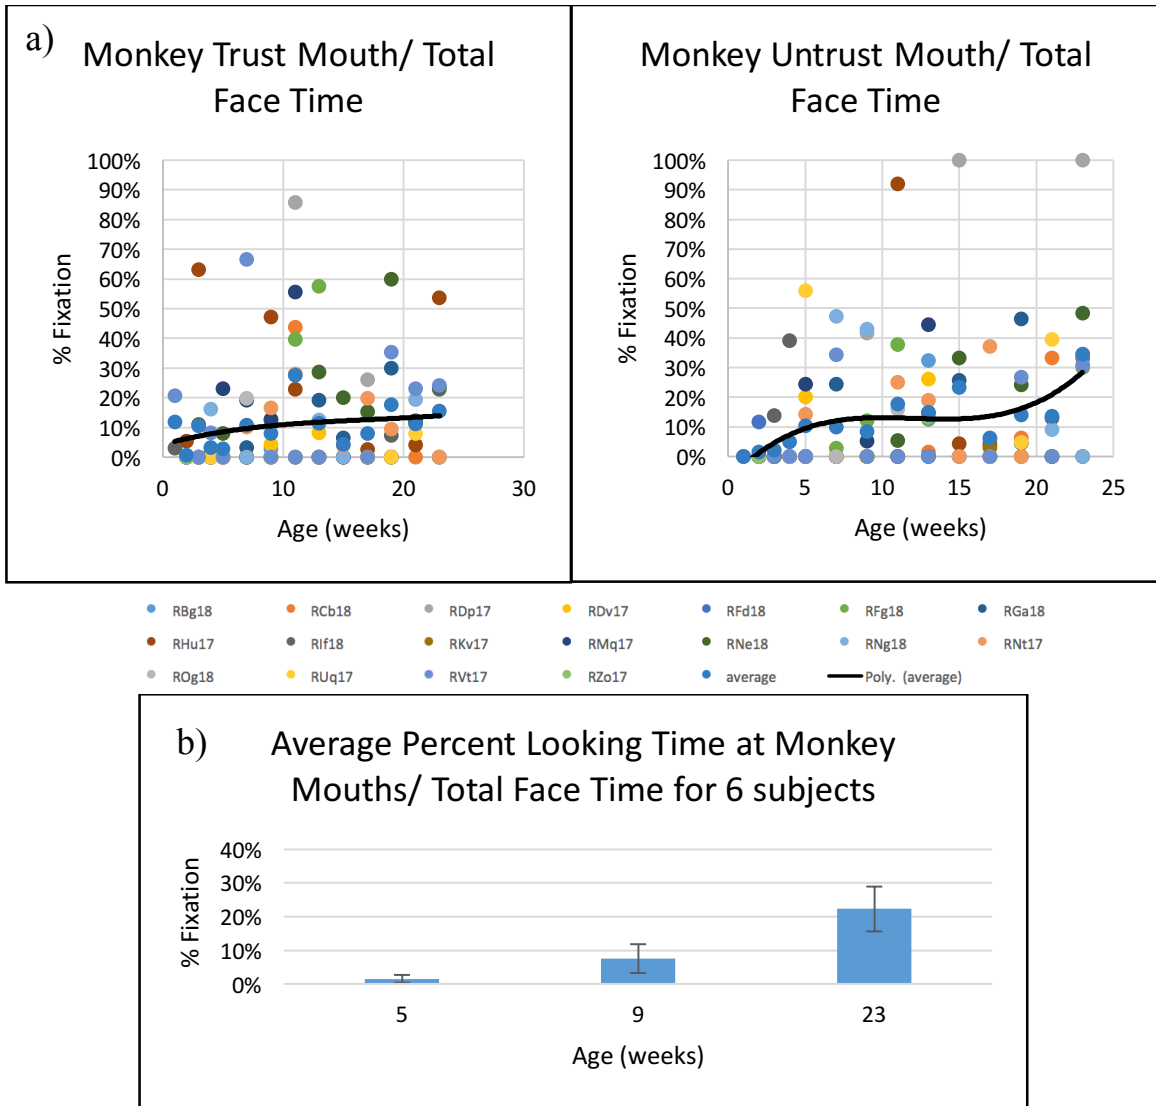 a)
Monkey Trust Mouth/ Total
Face Time
100%
90%
80%
70%
60%
50%
40%
30%
20%
10%
0%
% Fixation
0 10 20 30
Age (weeks)
Monkey Untrust Mouth/ Total
Face Time
100%
90%
80%
70%
60%
50%
40%
30%
20%
10%
0%
% Fixation
0 5 10 15 20 25
Age (weeks)
RBg18 RCb18 RDp17 RDv17 RFd18 RFg18 RGa18
RHu17 RIf18 RKv17 RMq17 RNe18 RNg18 RNt17
ROg18 RUq17 RVt17 RZo17 average Poly. (average)
b)
Average Percent Looking Time at Monkey
Mouths/ Total Face Time for 6 subjects
40%
30%
20%
10%
0%
% Fixation
5 9 23
Age (weeks)